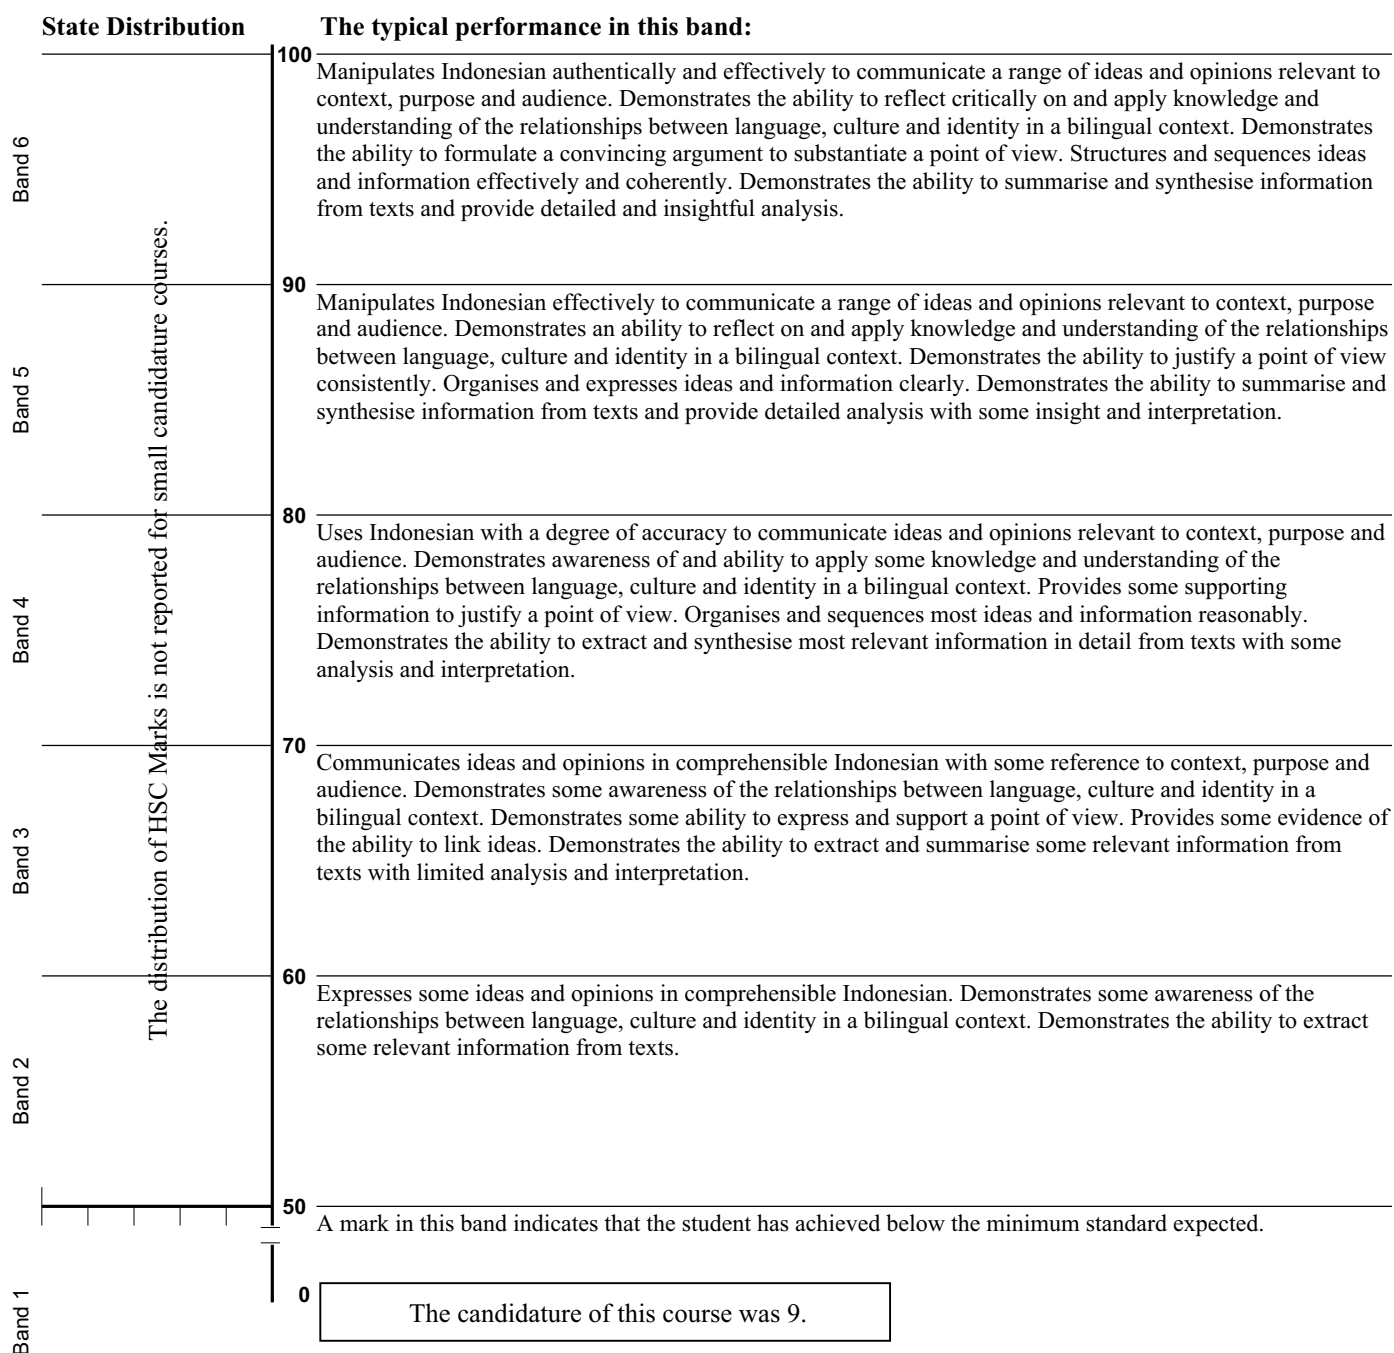 State Distribution
The typical performance in this band:
100
Manipulates Indonesian authentically and effectively to communicate a range of ideas and opinions relevant to
context, purpose and audience. Demonstrates the ability to reflect critically on and apply knowledge and
understanding of the relationships between language, culture and identity in a bilingual context. Demonstrates
the ability to formulate a convincing argument to substantiate a point of view. Structures and sequences ideas
and information effectively and coherently. Demonstrates the ability to summarise and synthesise information
from texts and provide detailed and insightful analysis.
Band 6
The distribution of HSC Marks is not reported for small candidature courses.
90
Manipulates Indonesian effectively to communicate a range of ideas and opinions relevant to context, purpose
and audience. Demonstrates an ability to reflect on and apply knowledge and understanding of the relationships
between language, culture and identity in a bilingual context. Demonstrates the ability to justify a point of view
consistently. Organises and expresses ideas and information clearly. Demonstrates the ability to summarise and
synthesise information from texts and provide detailed analysis with some insight and interpretation.
Band 5
80
Uses Indonesian with a degree of accuracy to communicate ideas and opinions relevant to context, purpose and
audience. Demonstrates awareness of and ability to apply some knowledge and understanding of the
relationships between language, culture and identity in a bilingual context. Provides some supporting
information to justify a point of view. Organises and sequences most ideas and information reasonably.
Demonstrates the ability to extract and synthesise most relevant information in detail from texts with some
analysis and interpretation.
Band 4
70
Communicates ideas and opinions in comprehensible Indonesian with some reference to context, purpose and
audience. Demonstrates some awareness of the relationships between language, culture and identity in a
bilingual context. Demonstrates some ability to express and support a point of view. Provides some evidence of
the ability to link ideas. Demonstrates the ability to extract and summarise some relevant information from
texts with limited analysis and interpretation.
Band 3
60
Expresses some ideas and opinions in comprehensible Indonesian. Demonstrates some awareness of the
relationships between language, culture and identity in a bilingual context. Demonstrates the ability to extract
some relevant information from texts.
Band 2
50
A mark in this band indicates that the student has achieved below the minimum standard expected.
0
Band 1
The candidature of this course was 9.